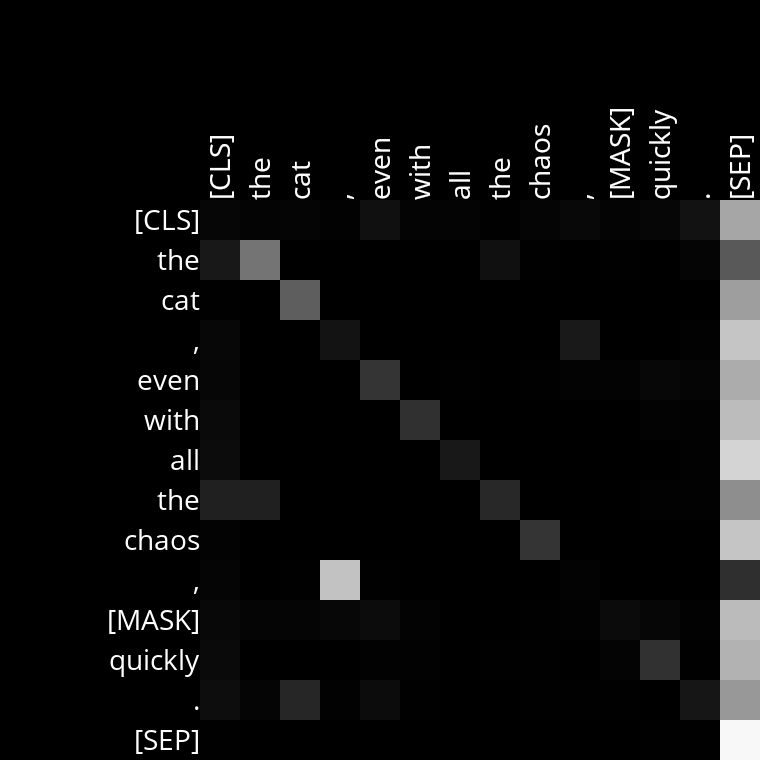 [CLS] the cat , even with all the chaos , [MASK] quickly . [SEP]
[CLS]
the
cat
,
even
with
all
the
chaos
,
[MASK]
quickly
.
[SEP]